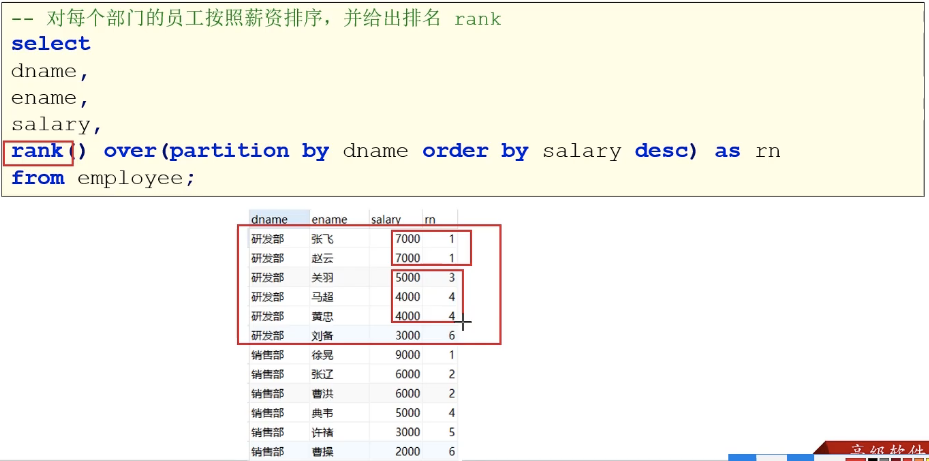 -- 对每个部门的员工按照薪资排序，并给出排名 rank
select
dname,
ename,
salary,
rank() over(partition by dname order by salary desc) as rn
from employee;
dname ename salary rn
研发部 张飞 7000 1
研发部 赵云 7000 1
研发部 关羽 5000 3
研发部 马超 4000 4
研发部 黄忠 4000 4
研发部 刘备 3000 6
销售部 徐晃 9000 1
销售部 张辽 6000 2
销售部 曹洪 6000 2
销售部 典韦 5000 4
销售部 许褚 3000 5
销售部 曹操 2000 6
高级软件